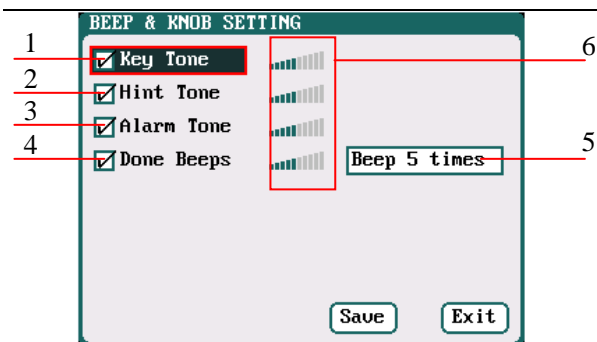 BEEP & KNOB SETTING
1 Key Tone 6
2 Hint Tone
3 Alarm Tone
4 Done Beeps Beep 5 times 5
Save Exit